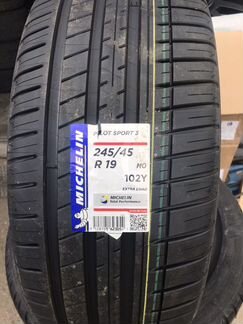 MICHELIN
PILOT SPORT 3
245/45
R 19 MO
102Y
EXTRA LOAD
MICHELIN
Total Performance